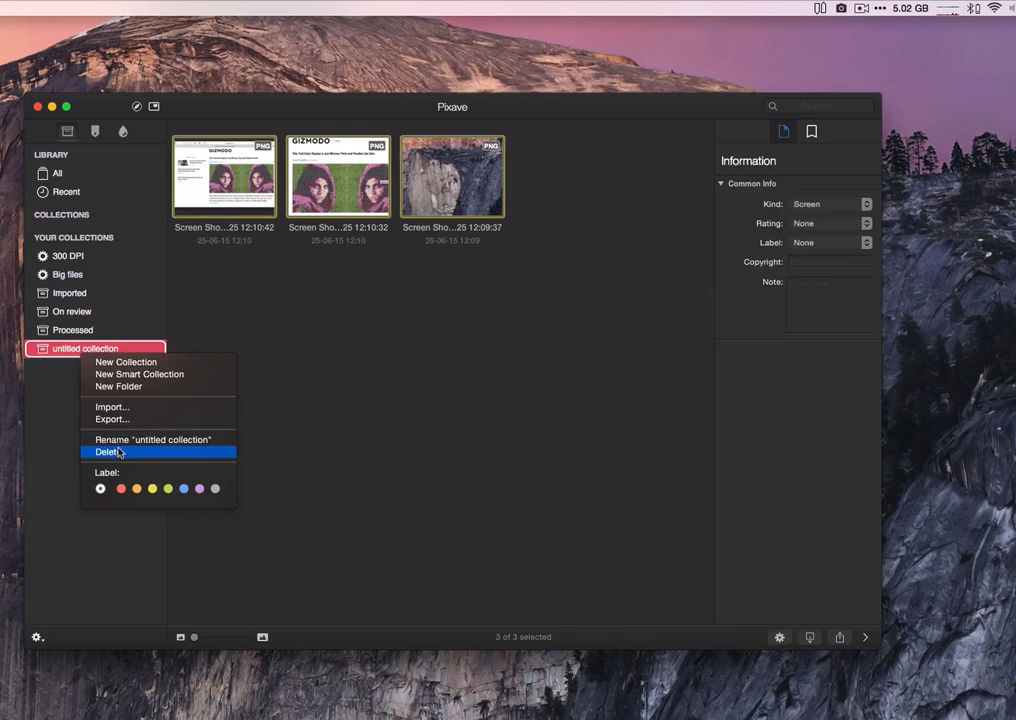 5.02 GB
Pixave
LIBRARY
All
Recent
COLLECTIONS
YOUR COLLECTIONS
300 DPI
Big files
Imported
On review
Processed
untitled collection
New Collection
New Smart Collection
New Folder
Import...
Export...
Rename "untitled collection"
Delete
Label:
PNG
GIZMODO
PNG
GIZMODO
PNG
Screen Sho...25 12:10:42
25-06-15 12:10
Screen Sho...25 12:10:32
25-06-15 12:10
Screen Sho...25 12:09:37
25-06-15 12:09
3 of 3 selected
Search
Information
Common Info
Kind: Screen
Rating: None
Label: None
Copyright:
Note: